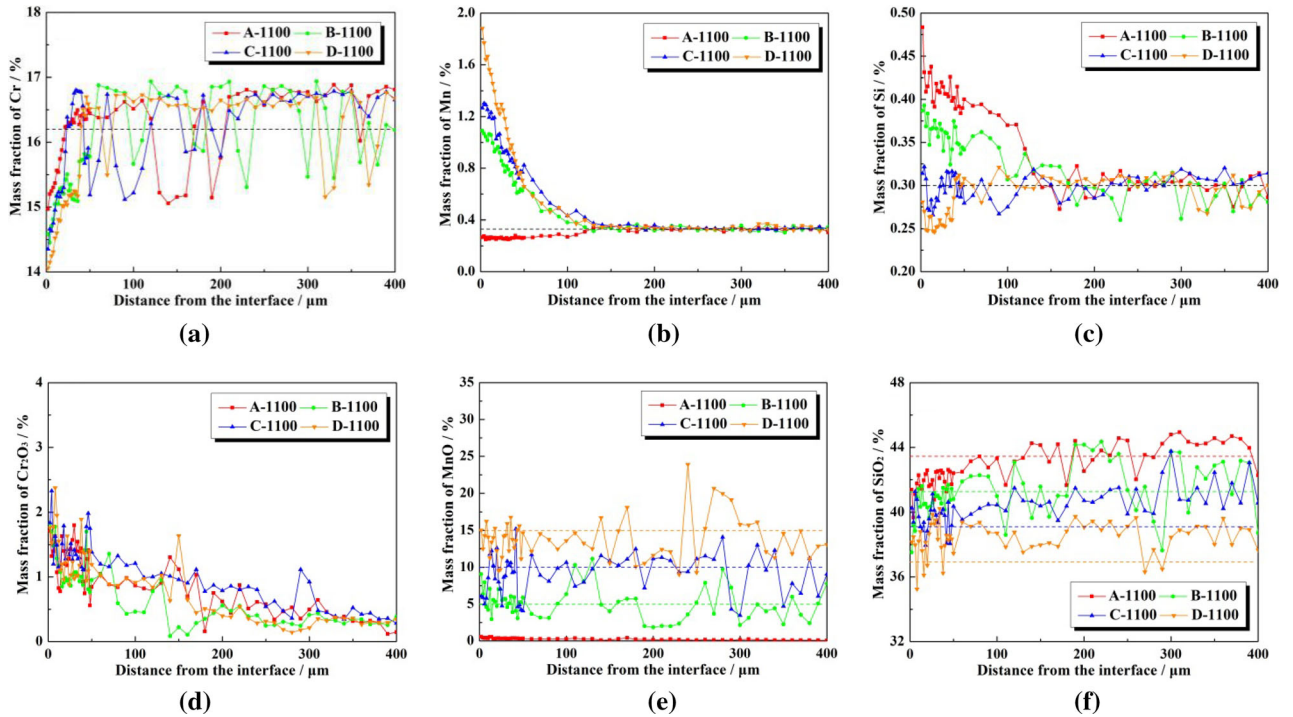 18
17
16
15
14
Mass fraction of Cr / %
A-1100 B-1100
C-1100 D-1100
0 100 200 300 400
Distance from the interface / μm
(a)
2.0
1.6
1.2
0.8
0.4
0.0
Mass fraction of Mn / %
A-1100 B-1100
C-1100 D-1100
0 100 200 300 400
Distance from the interface / μm
(b)
0.50
0.45
0.40
0.35
0.30
0.25
0.20
Mass fraction of Si / %
A-1100 B-1100
C-1100 D-1100
0 100 200 300 400
Distance from the interface / μm
(c)
4
3
2
1
0
Mass fraction of Cr₂O₃ / %
A-1100 B-1100
C-1100 D-1100
0 100 200 300 400
Distance from the interface / μm
(d)
35
30
25
20
15
10
5
0
Mass fraction of MnO / %
A-1100 B-1100
C-1100 D-1100
0 100 200 300 400
Distance from the interface / μm
(e)
48
44
40
36
32
Mass fraction of SiO₂ / %
A-1100 B-1100
C-1100 D-1100
0 100 200 300 400
Distance from the interface / μm
(f)